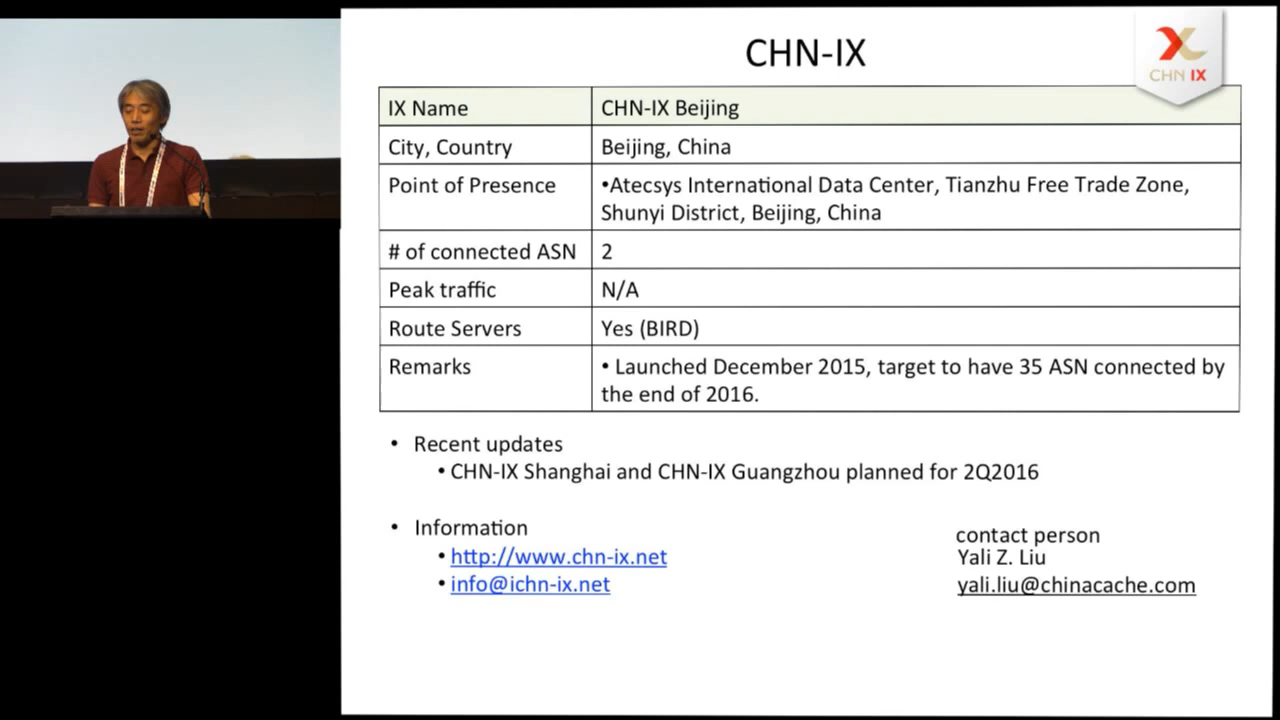 CHN-IX
CHN IX
IX Name CHN-IX Beijing
City, Country Beijing, China
Point of Presence •Atecsys International Data Center, Tianzhu Free Trade Zone,
Shunyi District, Beijing, China
# of connected ASN 2
Peak traffic N/A
Route Servers Yes (BIRD)
Remarks • Launched December 2015, target to have 35 ASN connected by
the end of 2016.
• Recent updates
• CHN-IX Shanghai and CHN-IX Guangzhou planned for 2Q2016
• Information
• http://www.chn-ix.net
• info@ichn-ix.net
contact person
Yali Z. Liu
yali.liu@chinacache.com